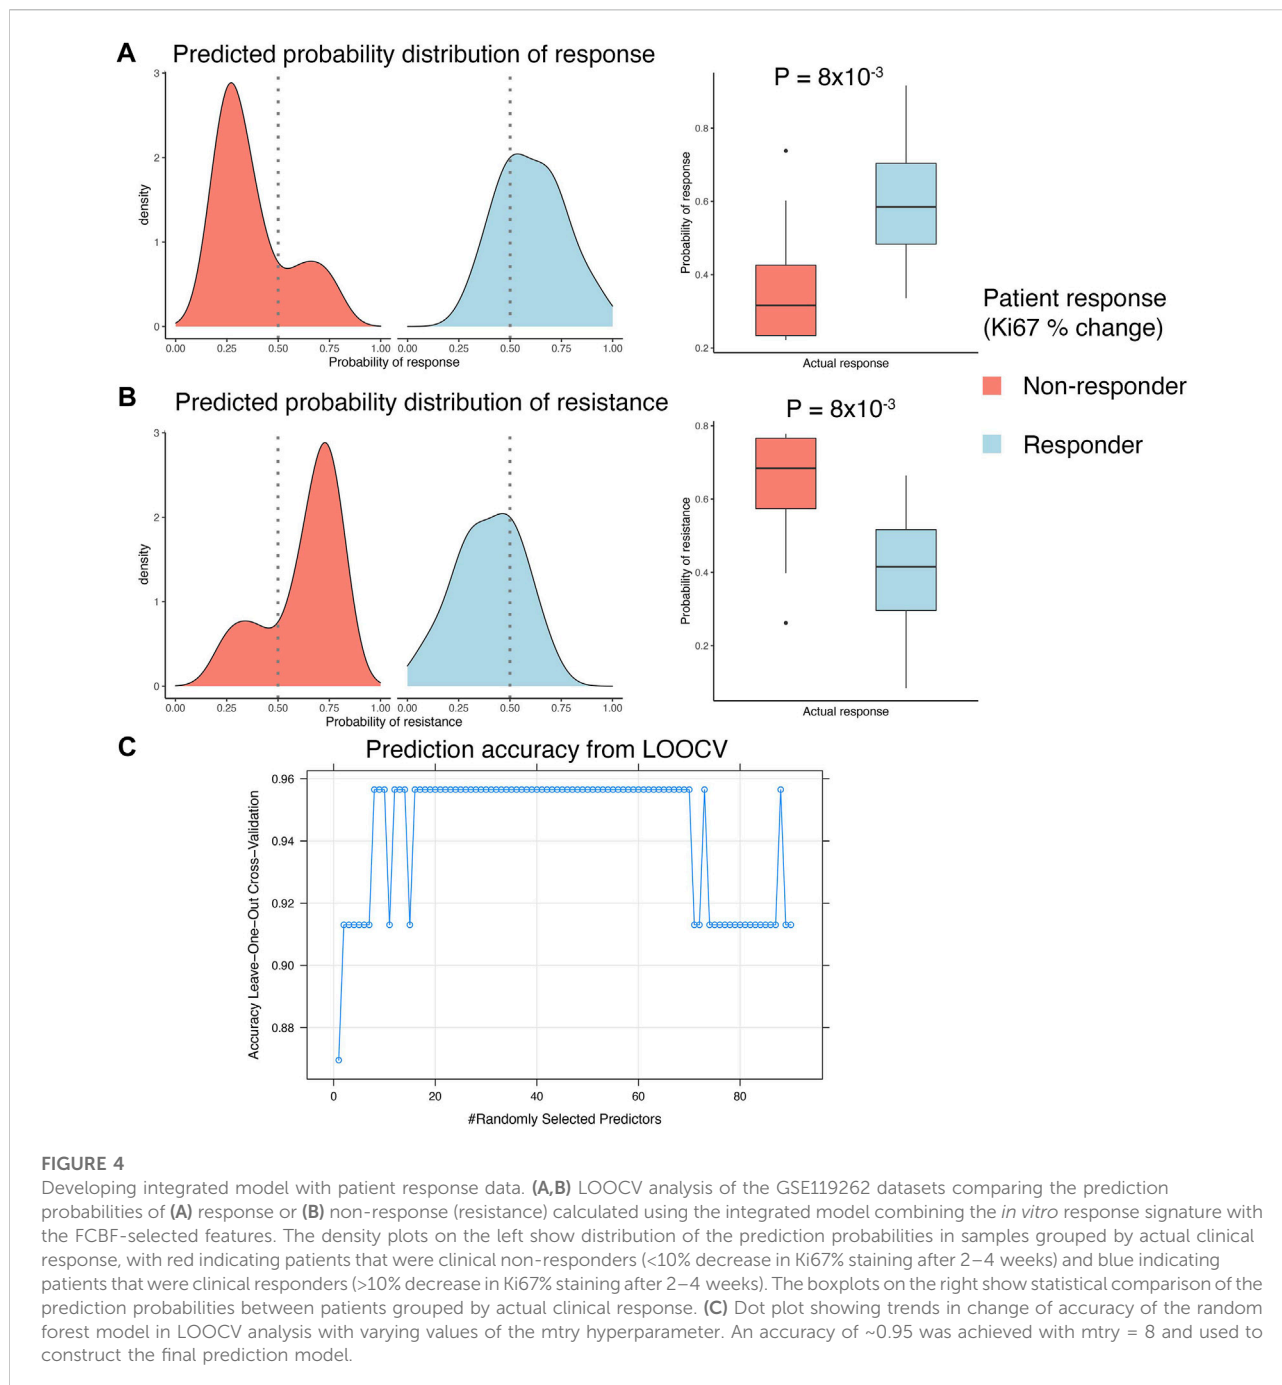 A
Predicted probability distribution of response
density
3
2
1
0
0.00 0.25 0.50 0.75 1.00 0.00 0.25 0.50 0.75 1.00
Probability of response
P = 8x10-3
Probability of response
0.8
0.6
0.4
0.2
Actual response
Patient response
(Ki67 % change)
Non-responder
Responder
B
Predicted probability distribution of resistance
density
3
2
1
0
0.00 0.25 0.50 0.75 1.00 0.00 0.25 0.50 0.75 1.00
Probability of resistance
P = 8x10-3
Probability of resistance
0.8
0.6
0.4
0.2
Actual response
C
Prediction accuracy from LOOCV
Accuracy Leave−One−Out Cross−Validation
0.96
0.94
0.92
0.90
0.88
0 20 40 60 80
#Randomly Selected Predictors
FIGURE 4
Developing integrated model with patient response data. (A,B) LOOCV analysis of the GSE119262 datasets comparing the prediction
probabilities of (A) response or (B) non-response (resistance) calculated using the integrated model combining the in vitro response signature with
the FCBF-selected features. The density plots on the left show distribution of the prediction probabilities in samples grouped by actual clinical
response, with red indicating patients that were clinical non-responders (<10% decrease in Ki67% staining after 2–4 weeks) and blue indicating
patients that were clinical responders (>10% decrease in Ki67% staining after 2–4 weeks). The boxplots on the right show statistical comparison of the
prediction probabilities between patients grouped by actual clinical response. (C) Dot plot showing trends in change of accuracy of the random
forest model in LOOCV analysis with varying values of the mtry hyperparameter. An accuracy of ~0.95 was achieved with mtry = 8 and used to
construct the final prediction model.